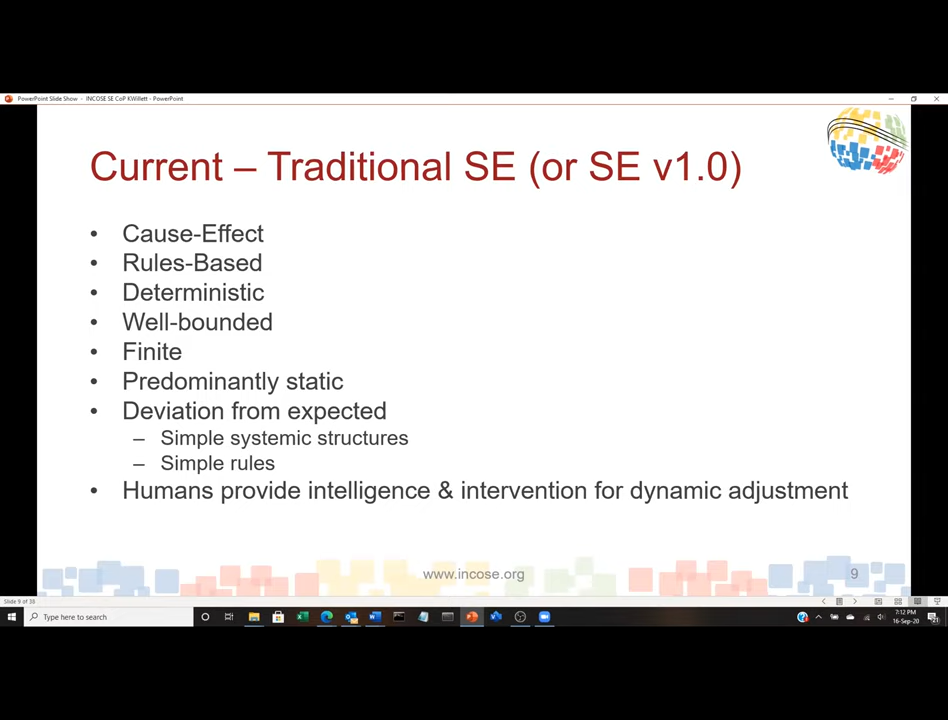 PowerPoint Slide Show - INCOSE SE CoP KWillett - PowerPoint
Current – Traditional SE (or SE v1.0)
• Cause-Effect
• Rules-Based
• Deterministic
• Well-bounded
• Finite
• Predominantly static
• Deviation from expected
– Simple systemic structures
– Simple rules
• Humans provide intelligence & intervention for dynamic adjustment
www.incose.org
9
Slide 9 of 38
Type here to search
7:12 PM
16-Sep-20